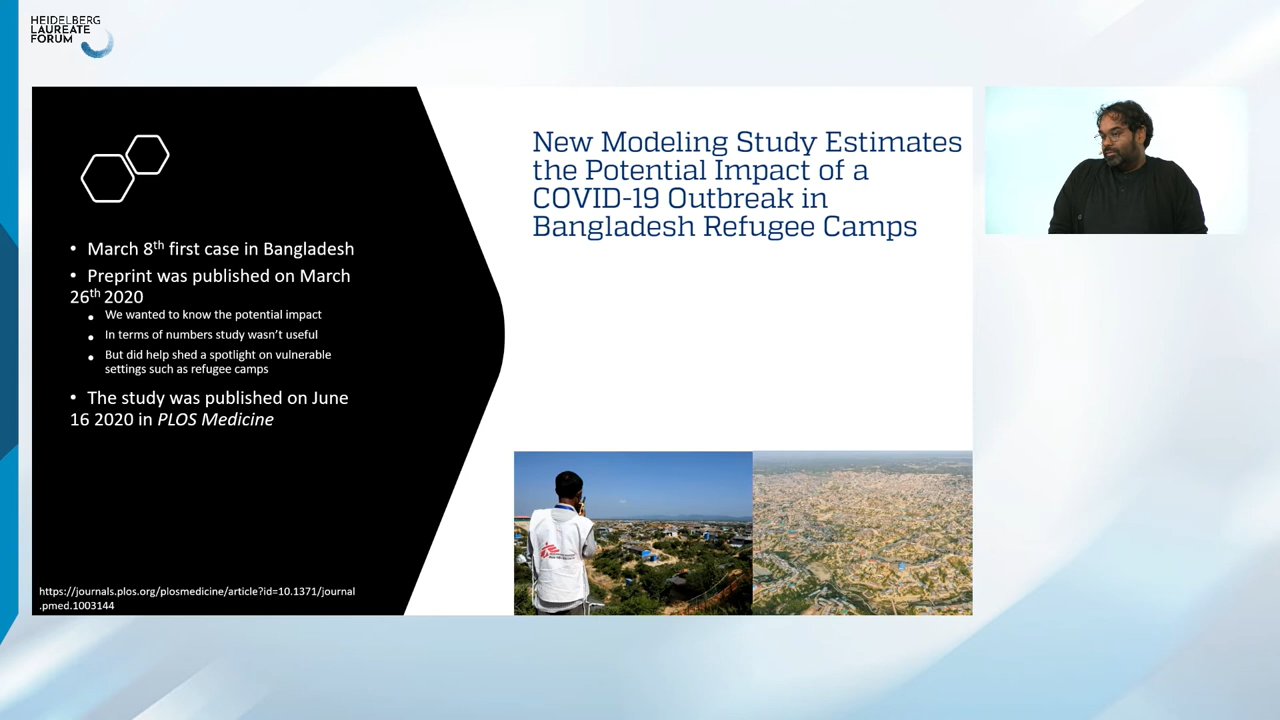 HEIDELBERG
LAUREATE
FORUM
New Modeling Study Estimates
the Potential Impact of a
COVID-19 Outbreak in
Bangladesh Refugee Camps
• March 8th first case in Bangladesh
• Preprint was published on March
26th 2020
• We wanted to know the potential impact
• In terms of numbers study wasn't useful
• But did help shed a spotlight on vulnerable
settings such as refugee camps
• The study was published on June
16 2020 in PLOS Medicine
https://journals.plos.org/plosmedicine/article?id=10.1371/journal
.pmed.1003144